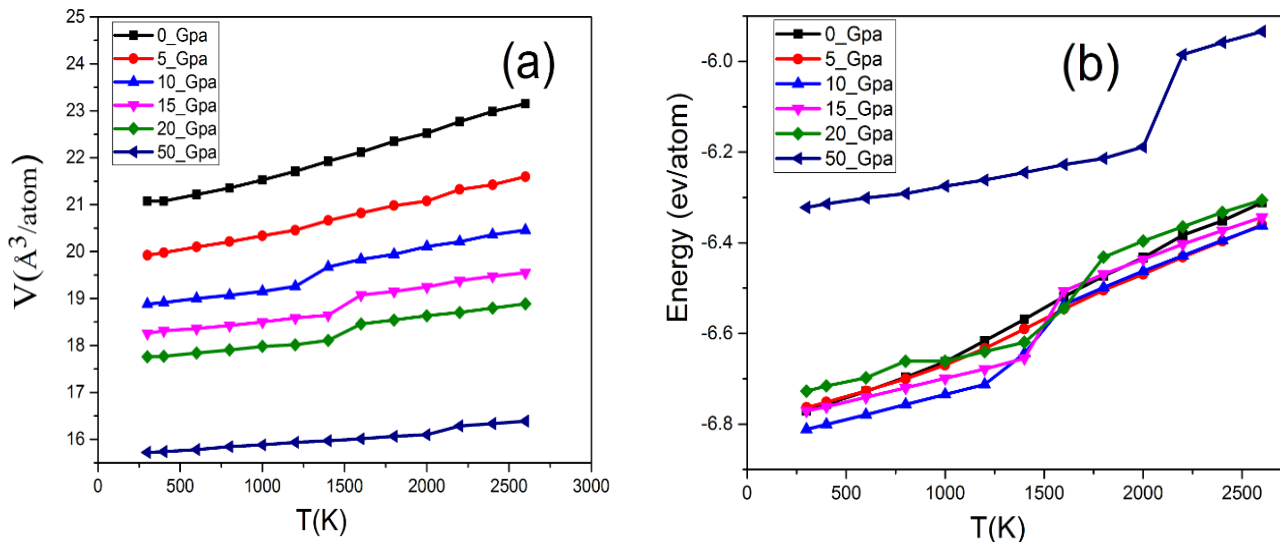 (a)
0_Gpa
5_Gpa
10_Gpa
15_Gpa
20_Gpa
50_Gpa
25
24
23
22
21
20
19
18
17
16
15
V(Å³/atom)
0
500
1000
1500
2000
2500
3000
T(K)
(b)
0_Gpa
5_Gpa
10_Gpa
15_Gpa
20_Gpa
50_Gpa
-6.0
-6.2
-6.4
-6.6
-6.8
Energy (ev/atom)
0
500
1000
1500
2000
2500
T(K)